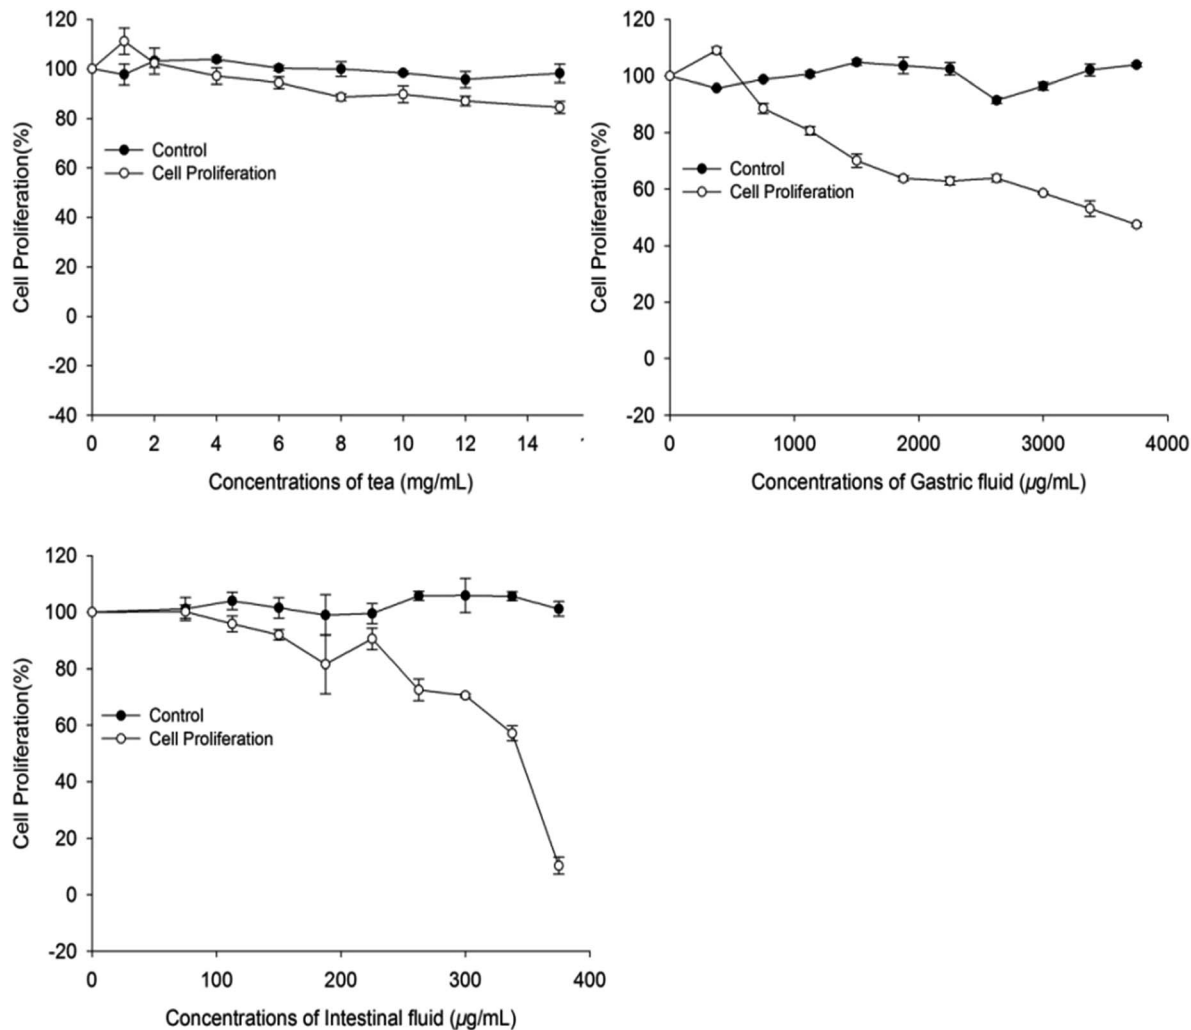 120
100
80
60
40
20
0
-20
-40
Cell Proliferation(%)
Control
Cell Proliferation
0 2 4 6 8 10 12 14
Concentrations of tea (mg/mL)
120
100
80
60
40
20
0
-20
Cell Proliferation(%)
Control
Cell Proliferation
0 1000 2000 3000 4000
Concentrations of Gastric fluid (µg/mL)
120
100
80
60
40
20
0
-20
Cell Proliferation(%)
Control
Cell Proliferation
0 100 200 300 400
Concentrations of Intestinal fluid (µg/mL)